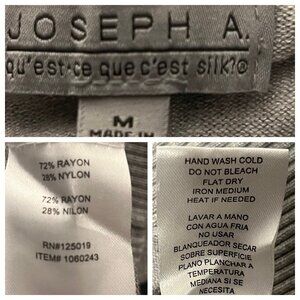 JOSEPH A.
qu'est·ce que c'est silk?®
M
MADE IN
72% RAYON
28% NYLON
72% RAYON
28% NILON
RN#125019
ITEM# 1060243
HAND WASH COLD
DO NOT BLEACH
FLAT DRY
IRON MEDIUM
HEAT IF NEEDED
LAVAR A MANO
CON AGUA FRIA
NO USAR
BLANQUEADOR SECAR
SOBRE SUPERFICIE
PLANO PLANCHAR A
TEMPERATURA
MEDIANA SI ES
NECESARIO